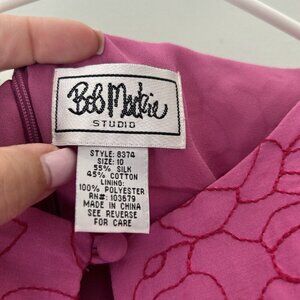 Bob Mackie
STUDIO
STYLE: 8374
SIZE: 10
55% SILK
45% COTTON
LINING:
100% POLYESTER
RN#: 103679
MADE IN CHINA
SEE REVERSE
FOR CARE